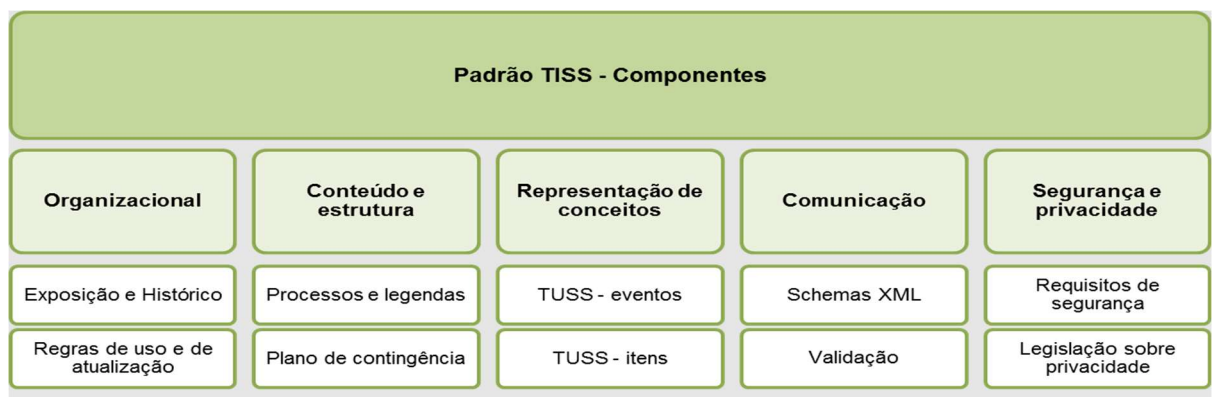 Padrão TISS - Componentes
Organizacional
Conteúdo e
estrutura
Representação de
conceitos
Comunicação
Segurança e
privacidade
Exposição e Histórico
Processos e legendas
TUSS - eventos
Schemas XML
Requisitos de
segurança
Regras de uso e de
atualização
Plano de contingência
TUSS - itens
Validação
Legislação sobre
privacidade